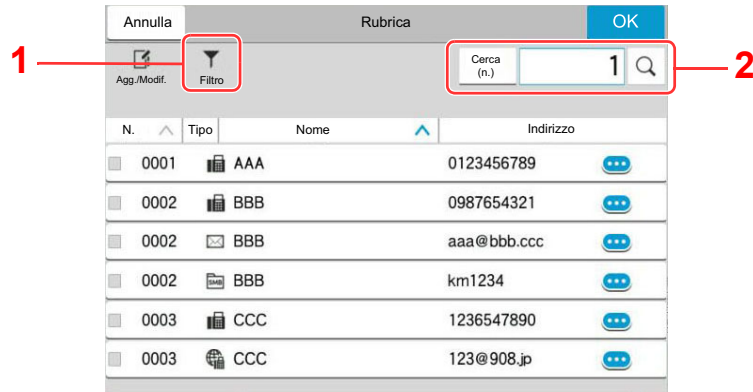 Annulla Rubrica OK
1 Agg./Modif. Filtro Cerca (n.) 1 2
N. Tipo Nome Indirizzo
0001 AAA 0123456789
0002 BBB 0987654321
0002 BBB aaa@bbb.ccc
0002 SMB BBB km1234
0003 CCC 1236547890
0003 CCC 123@908.jp